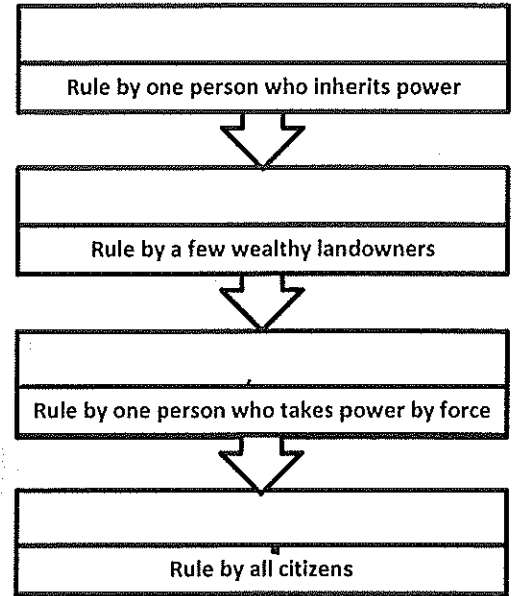 Rule by one person who inherits power
Rule by a few wealthy landowners
Rule by one person who takes power by force
Rule by all citizens